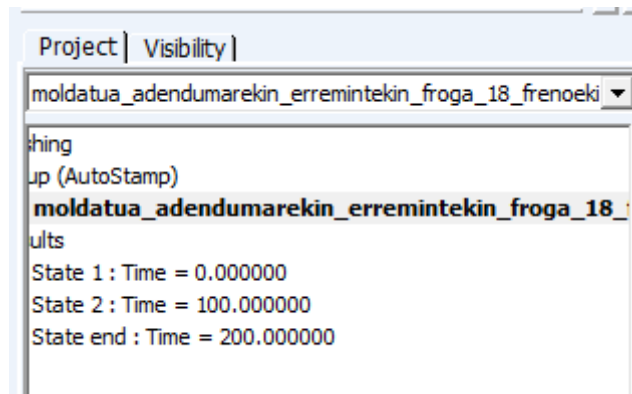 Project Visibility
moldatua_adendumarekin_erremintekin_froga_18_frenoeki
shing
up (AutoStamp)
moldatua_adendumarekin_erremintekin_froga_18_
ults
State 1 : Time = 0.000000
State 2 : Time = 100.000000
State end : Time = 200.000000